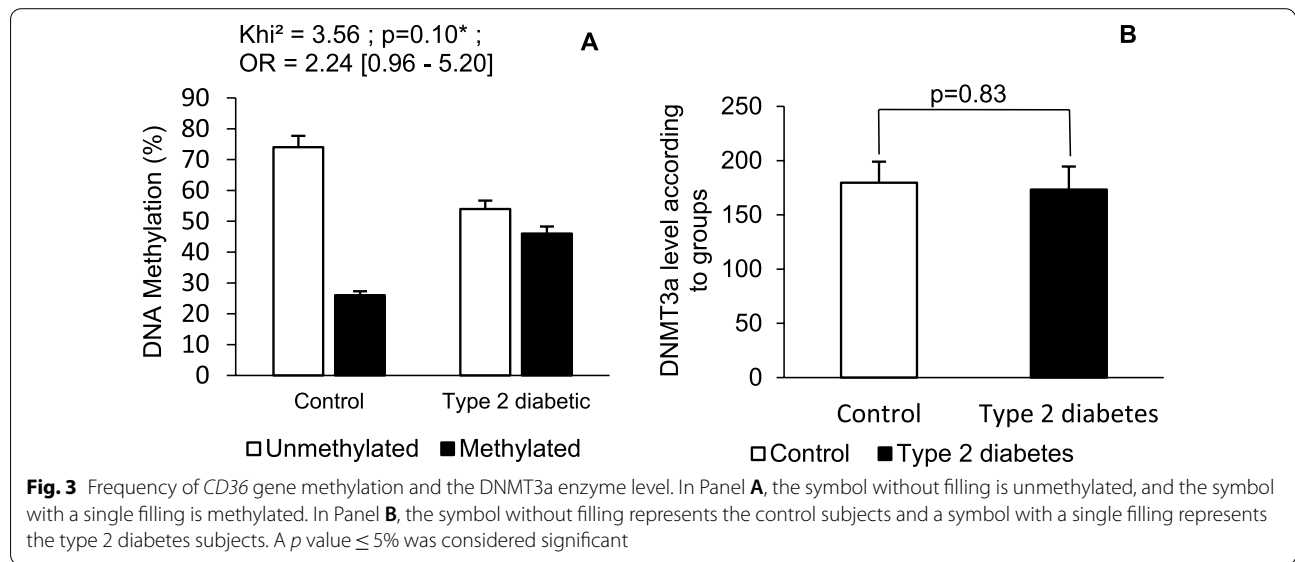 Khi² = 3.56 ; p=0.10* ;
OR = 2.24 [0.96 - 5.20]
A
DNA Methylation (%)
90
80
70
60
50
40
30
20
10
0
Control Type 2 diabetic
Unmethylated Methylated
B
p=0.83
DNMT3a level according
to groups
250
200
150
100
50
0
Control Type 2 diabetes
Control Type 2 diabetes
Fig. 3 Frequency of CD36 gene methylation and the DNMT3a enzyme level. In Panel A, the symbol without filling is unmethylated, and the symbol
with a single filling is methylated. In Panel B, the symbol without filling represents the control subjects and a symbol with a single filling represents
the type 2 diabetes subjects. A p value ≤ 5% was considered significant